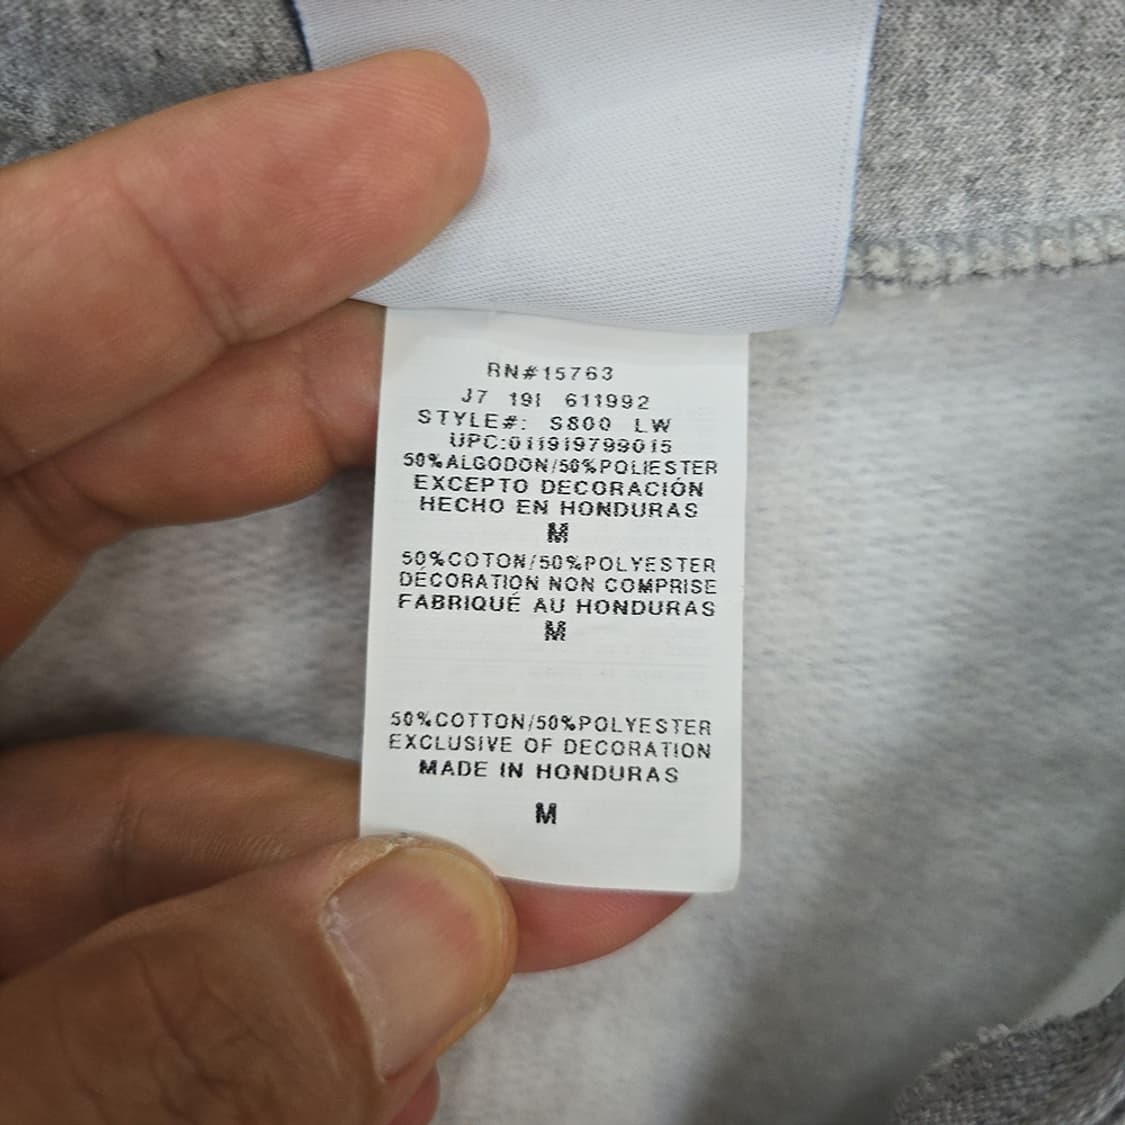 RN#15763
J7 19I 611992
STYLE#: S800 LW
UPC:011919799015
50%ALGODON/50%POLIESTER
EXCEPTO DECORACIÓN
HECHO EN HONDURAS
M
50%COTON/50%POLYESTER
DÉCORATION NON COMPRISE
FABRIQUÉ AU HONDURAS
M
50%COTTON/50%POLYESTER
EXCLUSIVE OF DECORATION
MADE IN HONDURAS
M